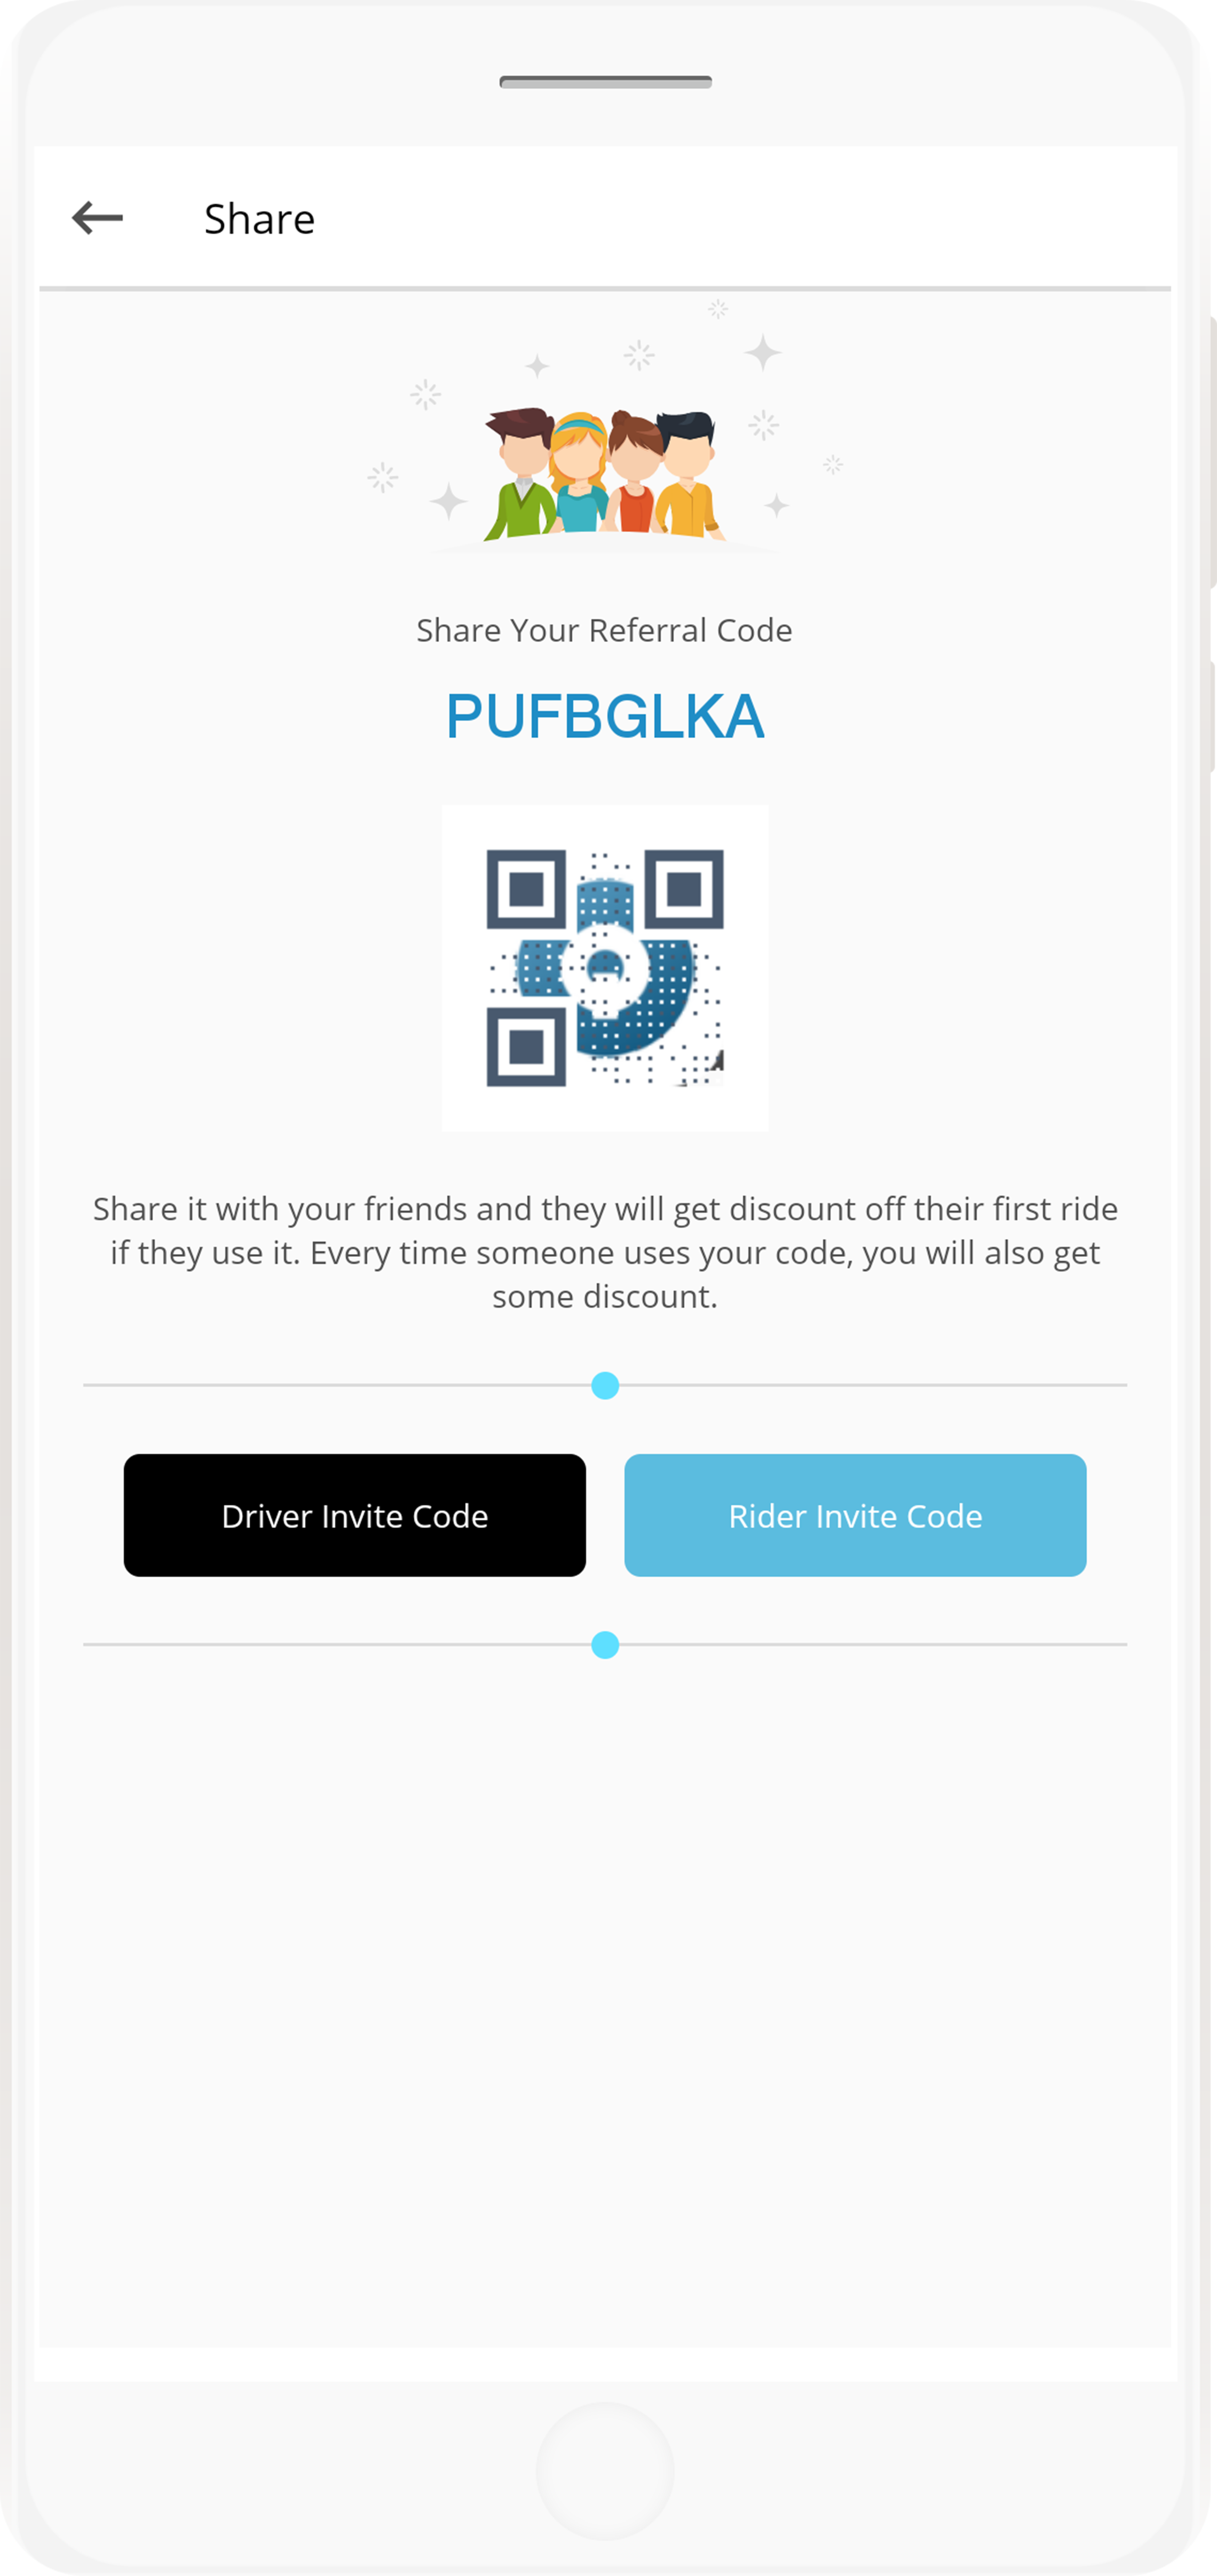 Share
Share Your Referral Code
PUFBGLKA
Share it with your friends and they will get discount off their first ride
if they use it. Every time someone uses your code, you will also get
some discount.
Driver Invite Code
Rider Invite Code